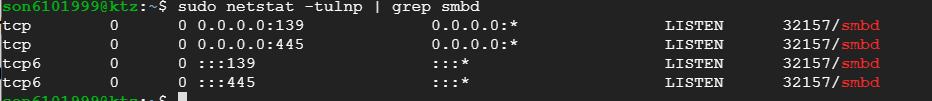 son6101999@ktz:~$ sudo netstat -tulnp | grep smbd
tcp        0      0 0.0.0.0:139             0.0.0.0:*               LISTEN      32157/smbd
tcp        0      0 0.0.0.0:445             0.0.0.0:*               LISTEN      32157/smbd
tcp6       0      0 :::139                  :::*                    LISTEN      32157/smbd
tcp6       0      0 :::445                  :::*                    LISTEN      32157/smbd
son6101999@ktz:~$